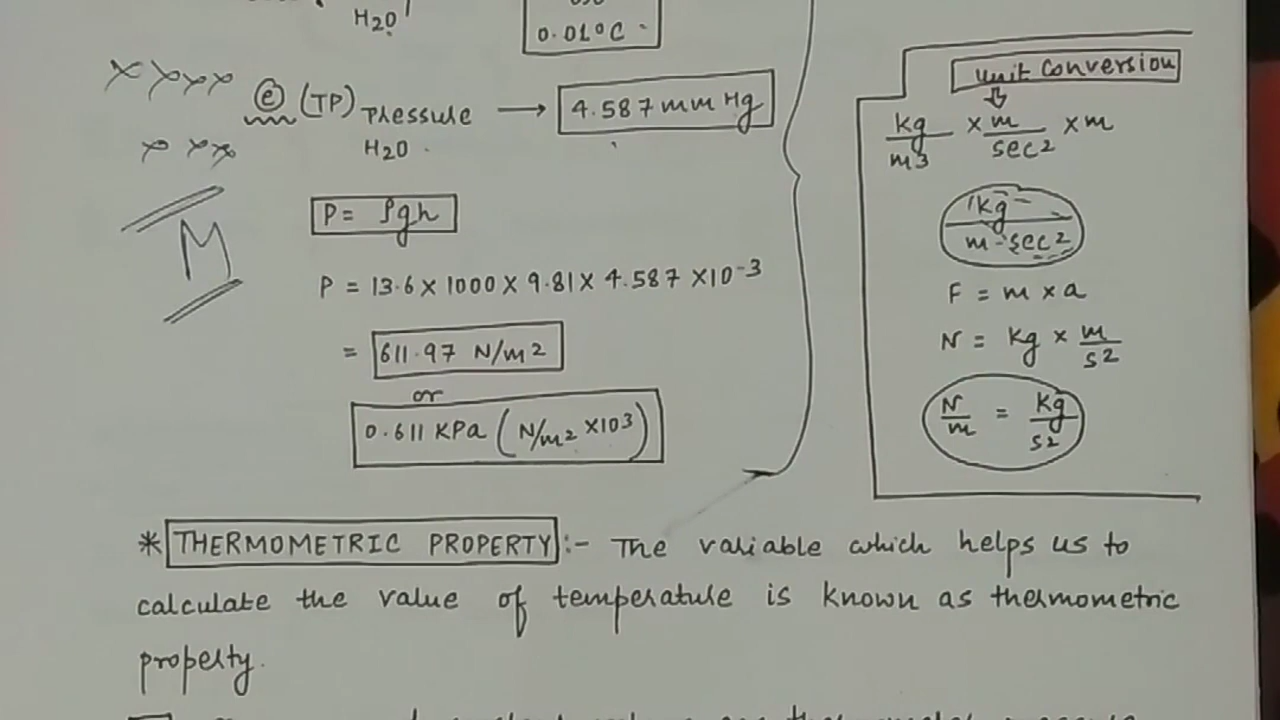 H₂O
0.01°C
ⓔ (TP) Pressure → 4.587 mm Hg
H₂O
M
P = ρgh
P = 13.6 × 1000 × 9.81 × 4.587 × 10⁻³
= 611.97 N/m²
or
0.611 KPa (N/m² × 10³)
unit conversion
kg/m³ × m/sec² × m
kg/m-sec²
F = m × a
N = kg × m/s²
N/m = kg/s²
* THERMOMETRIC PROPERTY :- The variable which helps us to
calculate the value of temperature is known as thermometric
property.